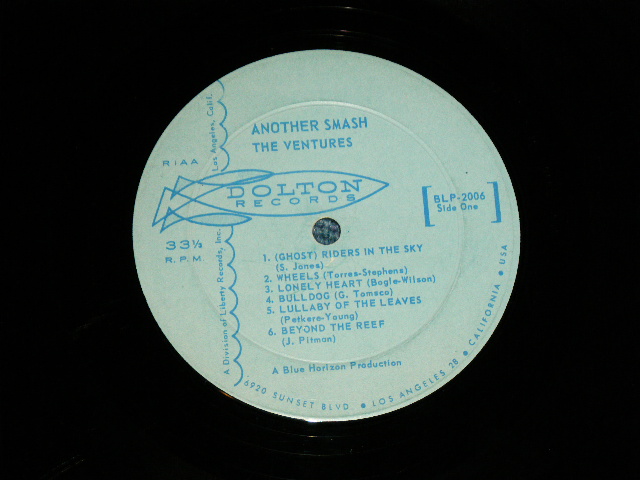 ANOTHER SMASH
THE VENTURES
RIAA
DOLTON
RECORDS
33⅓
R.P.M.
[BLP-2006
Side One]
1. (GHOST) RIDERS IN THE SKY
(S. Jones)
2. WHEELS (Torres-Stephens)
3. LONELY HEART (Bogle-Wilson)
4. BULLDOG (G. Tomsco)
5. LULLABY OF THE LEAVES
(Petkere-Young)
6. BEYOND THE REEF
(J. Pitman)
A Blue Horizon Production
A Division of Liberty Records, Inc.
Los Angeles, Calif.
6920 SUNSET BLVD. ● LOS ANGELES 28 ● CALIFORNIA ● USA